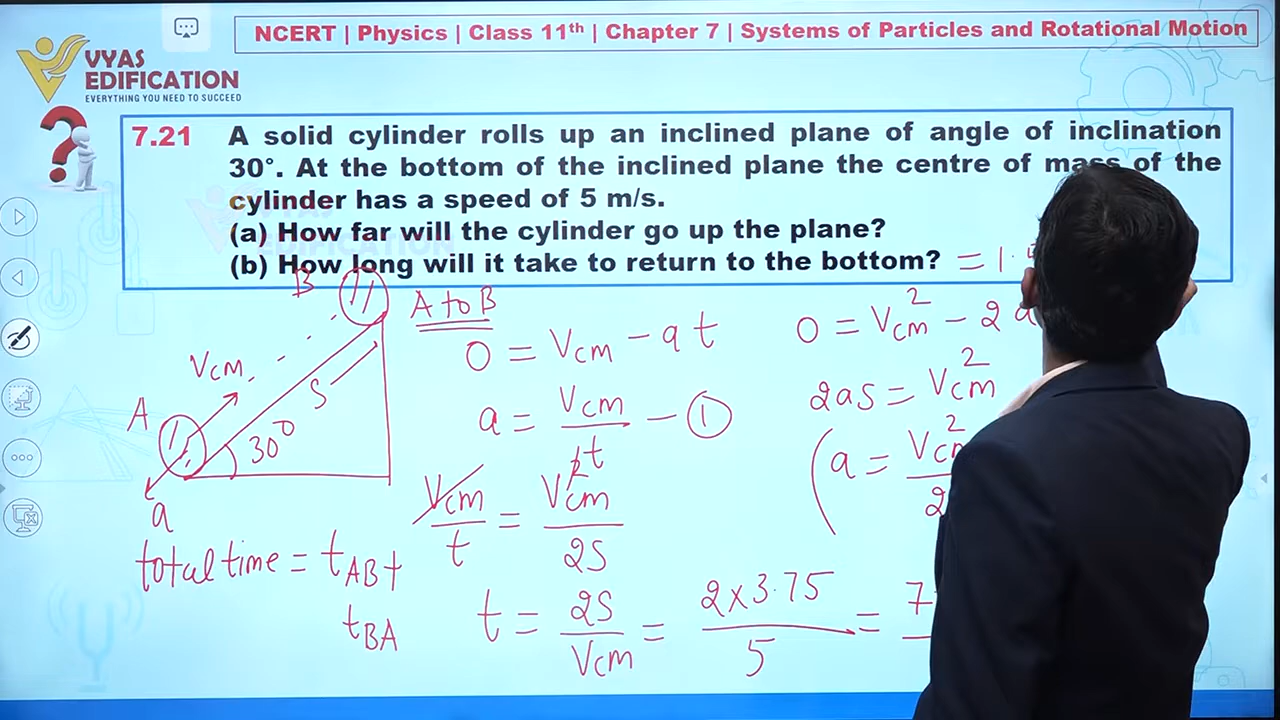 NCERT | Physics | Class 11th | Chapter 7 | Systems of Particles and Rotational Motion
VYAS
EDIFICATION
EVERYTHING YOU NEED TO SUCCEED
7.21 A solid cylinder rolls up an inclined plane of angle of inclination
30°. At the bottom of the inclined plane the centre of mass of the
cylinder has a speed of 5 m/s.
(a) How far will the cylinder go up the plane?
(b) How long will it take to return to the bottom? = 1.
B
A to B
Vcm
S
A
30°
a
total time = tAB +
tBA
0 = Vcm - at
a = Vcm/t - ①
Vcm/t = Vcm²/2S
t = 2S/Vcm = 2×3.75/5 = 7
0 = Vcm² - 2a
2as = Vcm²
(a = Vcm²/2